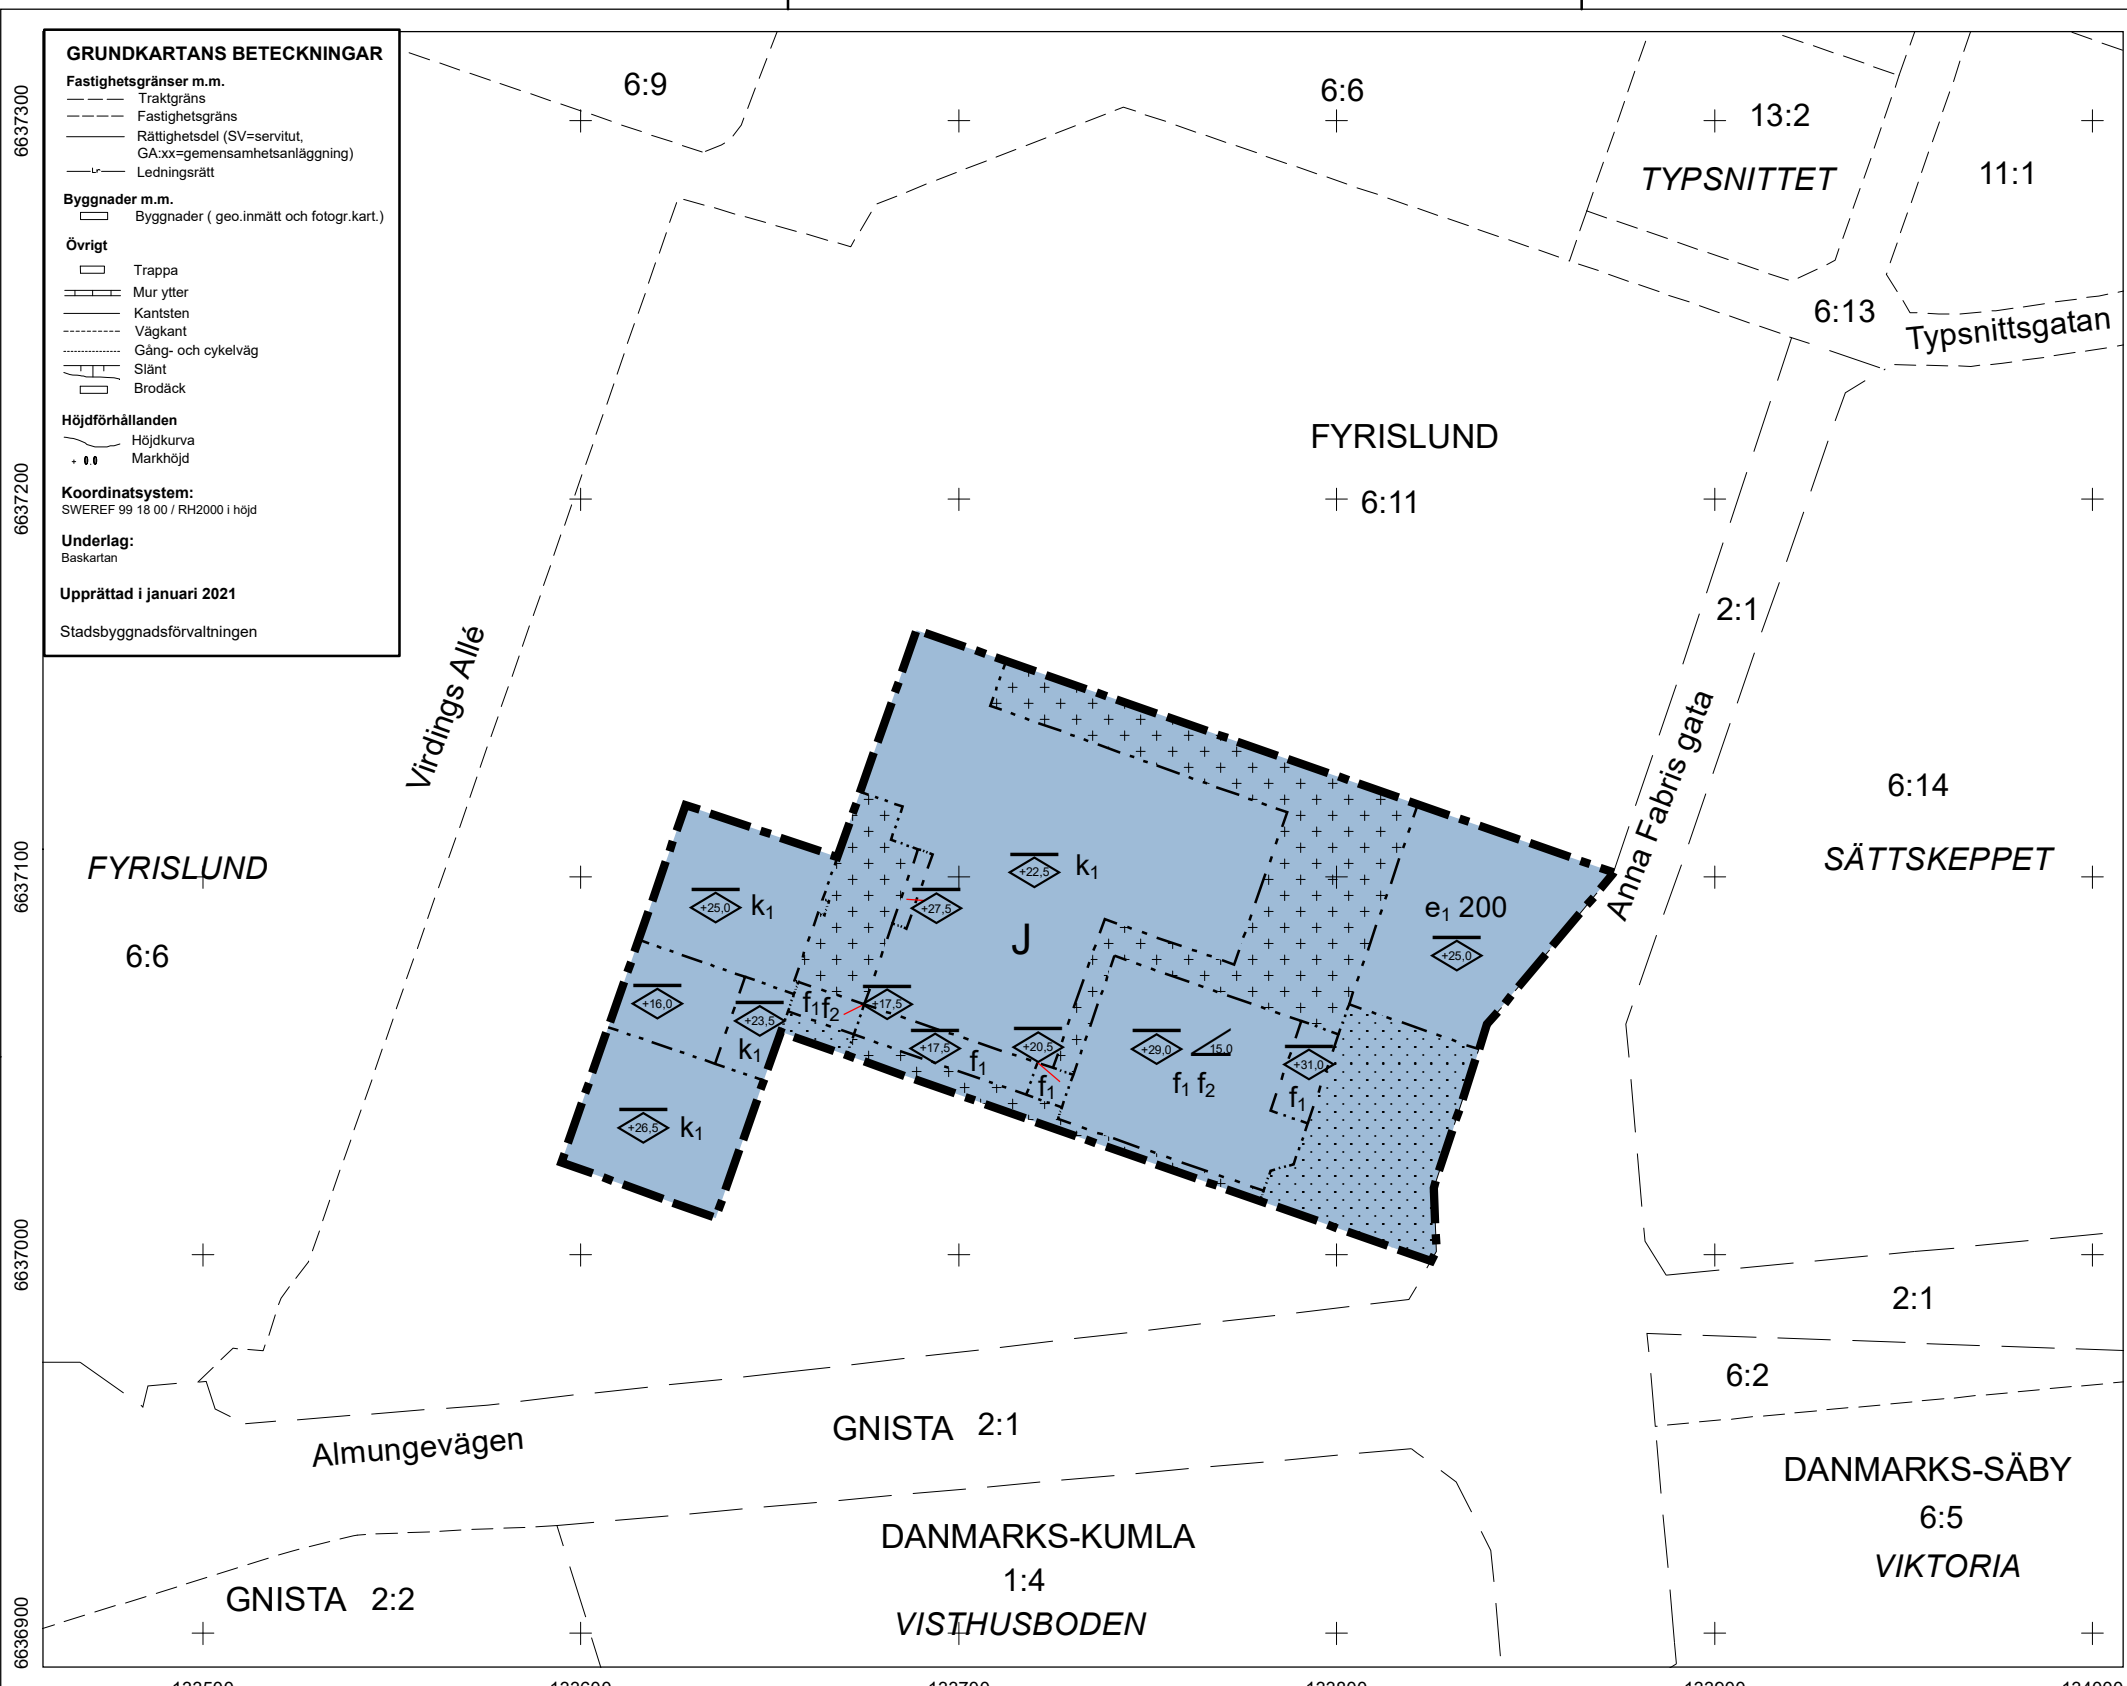 GRUNDKARTANS BETECKNINGAR
Fastighetsgränser m.m.
Traktgräns
Fastighetsgräns
Rättighetsdel (SV=servitut,
GA:xx=gemensamhetsanläggning)
Lr Ledningsrätt
Byggnader m.m.
Byggnader ( geo.inmätt och fotogr.kart.)
Övrigt
Trappa
Mur ytter
Kantsten
Vägkant
Gång- och cykelväg
Slänt
Brodäck
Höjdförhållanden
Höjdkurva
+ 0.0 Markhöjd
Koordinatsystem:
SWEREF 99 18 00 / RH2000 i höjd
Underlag:
Baskartan
Upprättad i januari 2021
Stadsbyggnadsförvaltningen
6637300
6637200
6637100
6637000
6636900
6:9
6:6
13:2
TYPSNITTET
11:1
6:13
Typsnittsgatan
FYRISLUND
6:11
2:1
Virdings Allé
Anna Fabris gata
6:14
SÄTTSKEPPET
FYRISLUND
6:6
+22,5 k1
+25,0 k1
+27,5
e1 200
+25,0
J
+16,0
+23,5
k1
f1f2
+17,5
+17,5
f1
+20,5
f1
+29,0 15,0
f1 f2
+31,0
f1
+26,5 k1
2:1
6:2
GNISTA 2:1
Almungevägen
DANMARKS-SÄBY
6:5
VIKTORIA
DANMARKS-KUMLA
1:4
VISTHUSBODEN
GNISTA 2:2